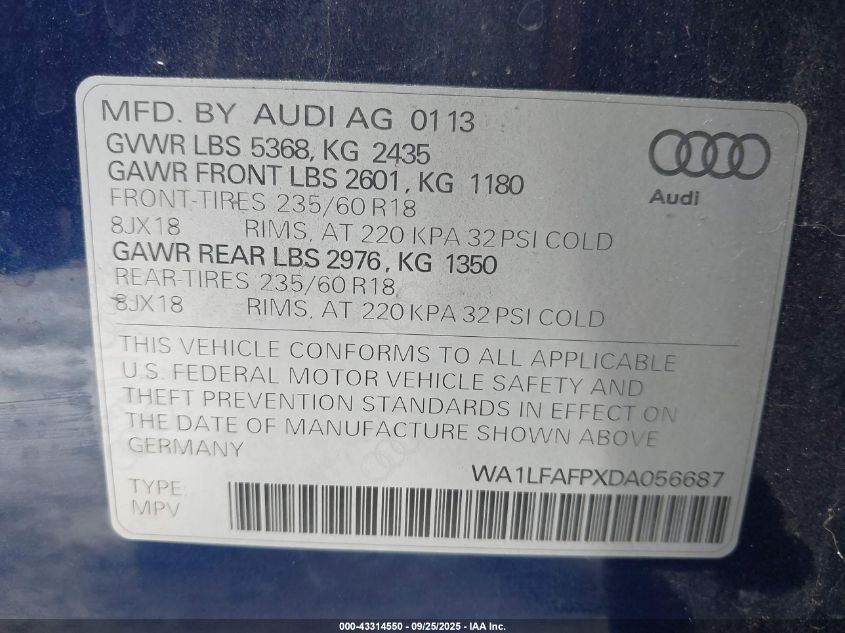 MFD. BY AUDI AG 01 13
GVWR LBS 5368, KG 2435
GAWR FRONT LBS 2601, KG 1180
FRONT-TIRES 235/60 R18
8JX18 RIMS, AT 220 KPA 32 PSI COLD
GAWR REAR LBS 2976, KG 1350
REAR-TIRES 235/60 R18,
8JX18 RIMS, AT 220 KPA 32 PSI COLD
Audi
THIS VEHICLE CONFORMS TO ALL APPLICABLE
U.S. FEDERAL MOTOR VEHICLE SAFETY AND
THEFT PREVENTION STANDARDS IN EFFECT ON
THE DATE OF MANUFACTURE SHOWN ABOVE
GERMANY
WA1LFAFPXDA056687
TYPE:
MPV
000-43314550 - 09/25/2025 - IAA Inc.